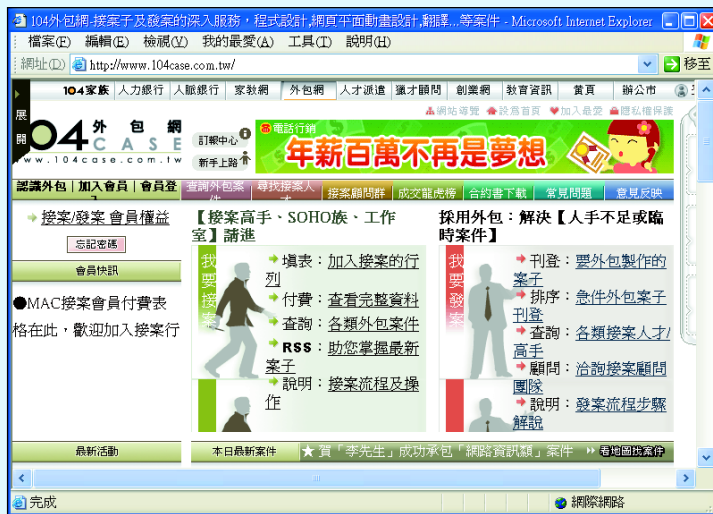 104外包網-接案子及發案的深入服務，程式設計,網頁平面動畫設計,翻譯...等案件 - Microsoft Internet Explorer
檔案(F) 編輯(E) 檢視(V) 我的最愛(A) 工具(T) 說明(H)
網址(D) http://www.104case.com.tw/ 移至
104家族 人力銀行 人脈銀行 家教網 外包網 人才派遣 獵才顧問 創業網 教育資訊 黃頁 辦公市
網站導覽 設為首頁 加入最愛 隱私權保護
展開
104 外包網
CASE
www.104case.com.tw
訂報中心
新手上路
電話行銷
年薪百萬不再是夢想
認識外包 | 加入會員 | 會員登
查詢外包案件 尋找接案人才 接案顧問群 成交龍虎榜 合約書下載 常見問題 意見反映
接案/發案 會員權益
忘記密碼
會員快訊
●MAC接案會員付費表
格在此，歡迎加入接案行
最新活動
【接案高手、SOHO族、工作
室】請進
我要接案
填表：加入接案的行
列
付費：查看完整資料
查詢：各類外包案件
RSS：助您掌握最新
案子
說明：接案流程及操
作
採用外包：解決【人手不足或臨
時案件】
我要發案
刊登：要外包製作的
案子
排序：急件外包案子
刊登
查詢：各類接案人才/
高手
顧問：洽詢接案顧問
團隊
說明：發案流程步驟
解說
本日最新案件 ★賀「李先生」成功承包「網路資訊類」案件 看地圖找案件
完成 網際網路